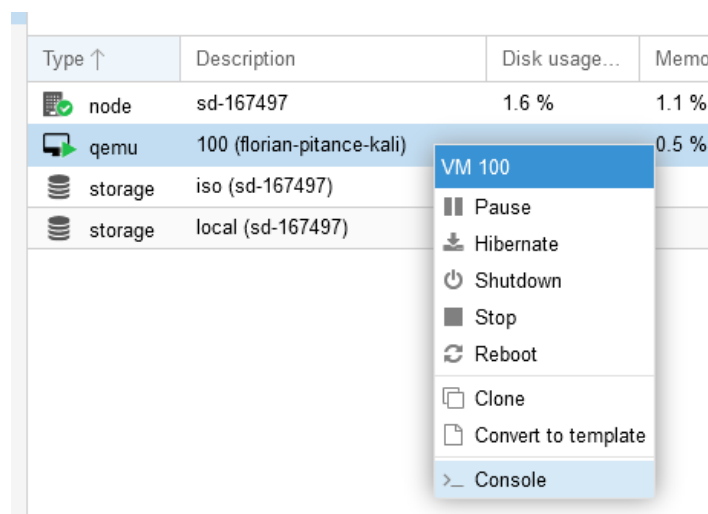 Type ↑ Description Disk usage... Memo
node sd-167497 1.6 % 1.1 %
qemu 100 (florian-pitance-kali) 0.5 %
storage iso (sd-167497)
storage local (sd-167497)
VM 100
Pause
Hibernate
Shutdown
Stop
Reboot
Clone
Convert to template
>_ Console